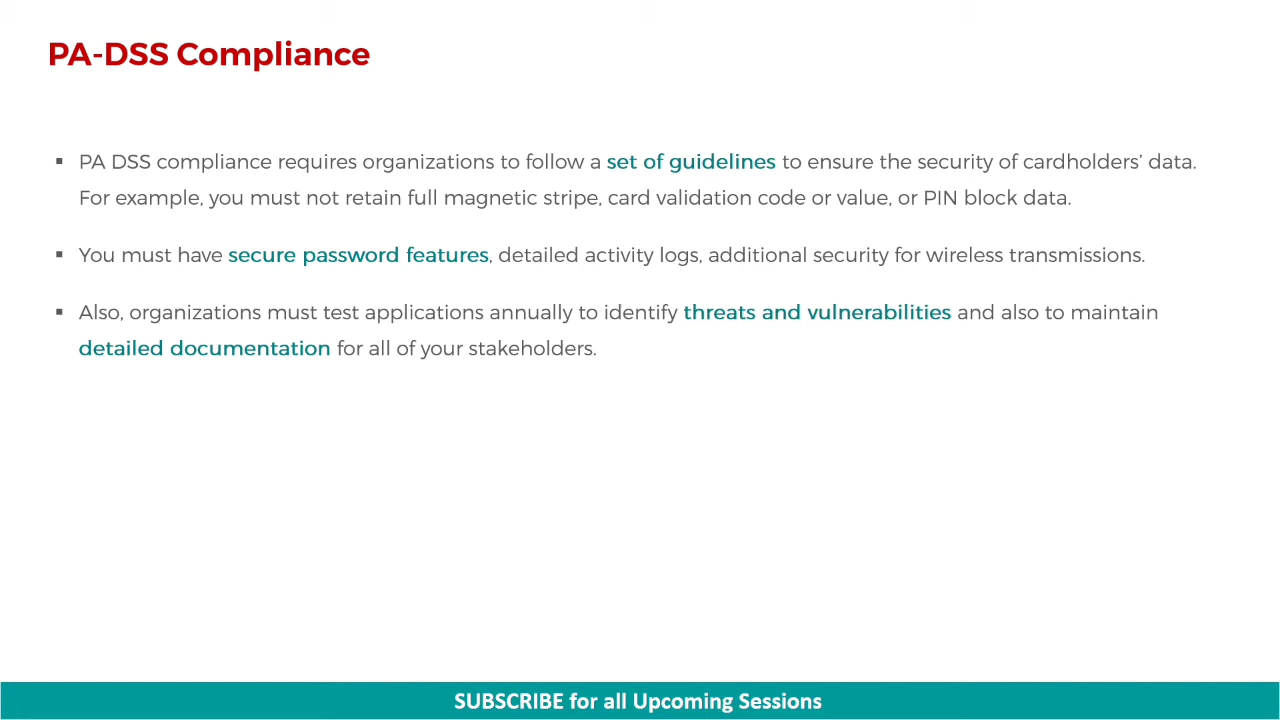 PA-DSS Compliance
▪ PA DSS compliance requires organizations to follow a set of guidelines to ensure the security of cardholders’ data.
For example, you must not retain full magnetic stripe, card validation code or value, or PIN block data.
▪ You must have secure password features, detailed activity logs, additional security for wireless transmissions.
▪ Also, organizations must test applications annually to identify threats and vulnerabilities and also to maintain
detailed documentation for all of your stakeholders.
SUBSCRIBE for all Upcoming Sessions